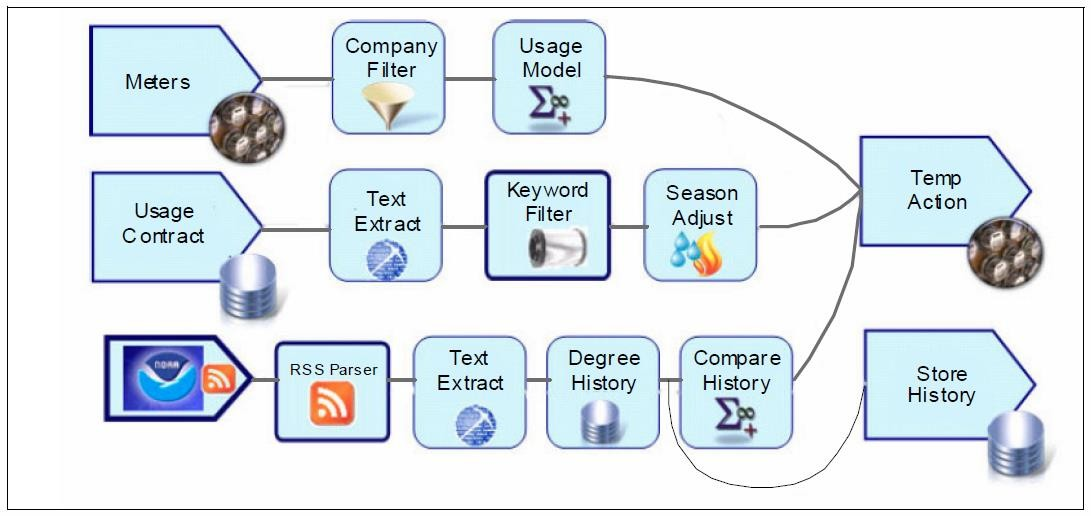 Meters
Company
Filter
Usage
Model
Temp
Action
Usage
Contract
Text
Extract
Keyword
Filter
Season
Adjust
NOAA
RSS Parser
Text
Extract
Degree
History
Compare
History
Store
History